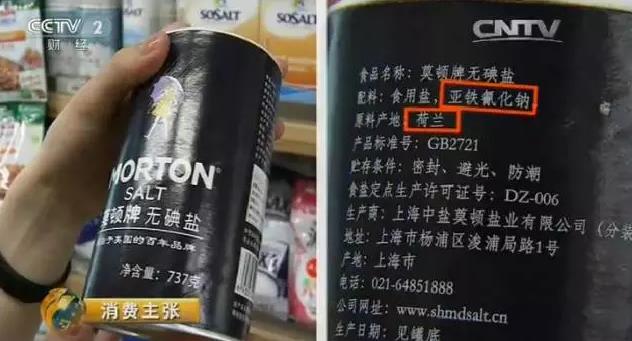 CCTV 2
财经
SOSALT
SOSALT
MORTON
SALT
莫顿牌无碘盐
净含量:737克
消费主张
CNTV
食品名称:莫顿牌无碘盐
配料:食用盐,亚铁氰化钠
原料产地:荷兰
产品标准号:GB2721
贮存条件:密封、避光、防潮
食盐定点生产许可证号:DZ-006
生产商:上海中盐莫顿盐业有限公司(分装
地址:上海市杨浦区浚浦局路1号
产地:上海市
电话:021-64851888
公司网址:www.shmdsalt.cn
生产日期:见罐底